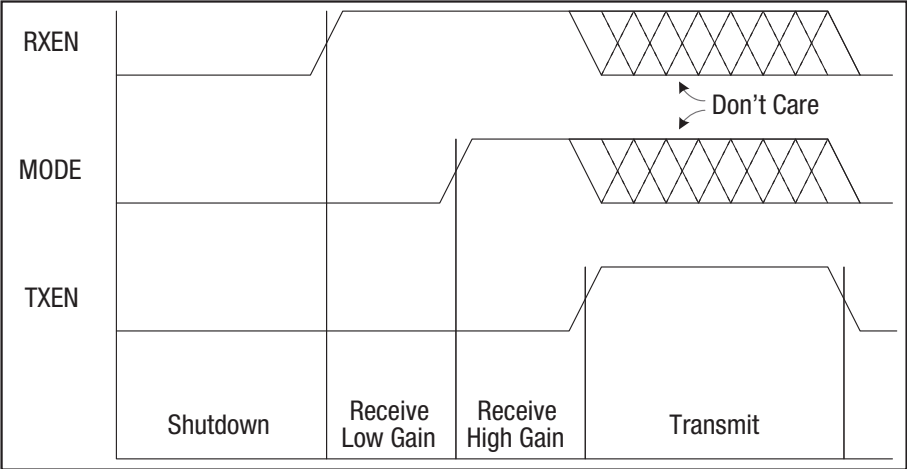 RXEN
Don't Care
MODE
TXEN
Shutdown
Receive
Low Gain
Receive
High Gain
Transmit